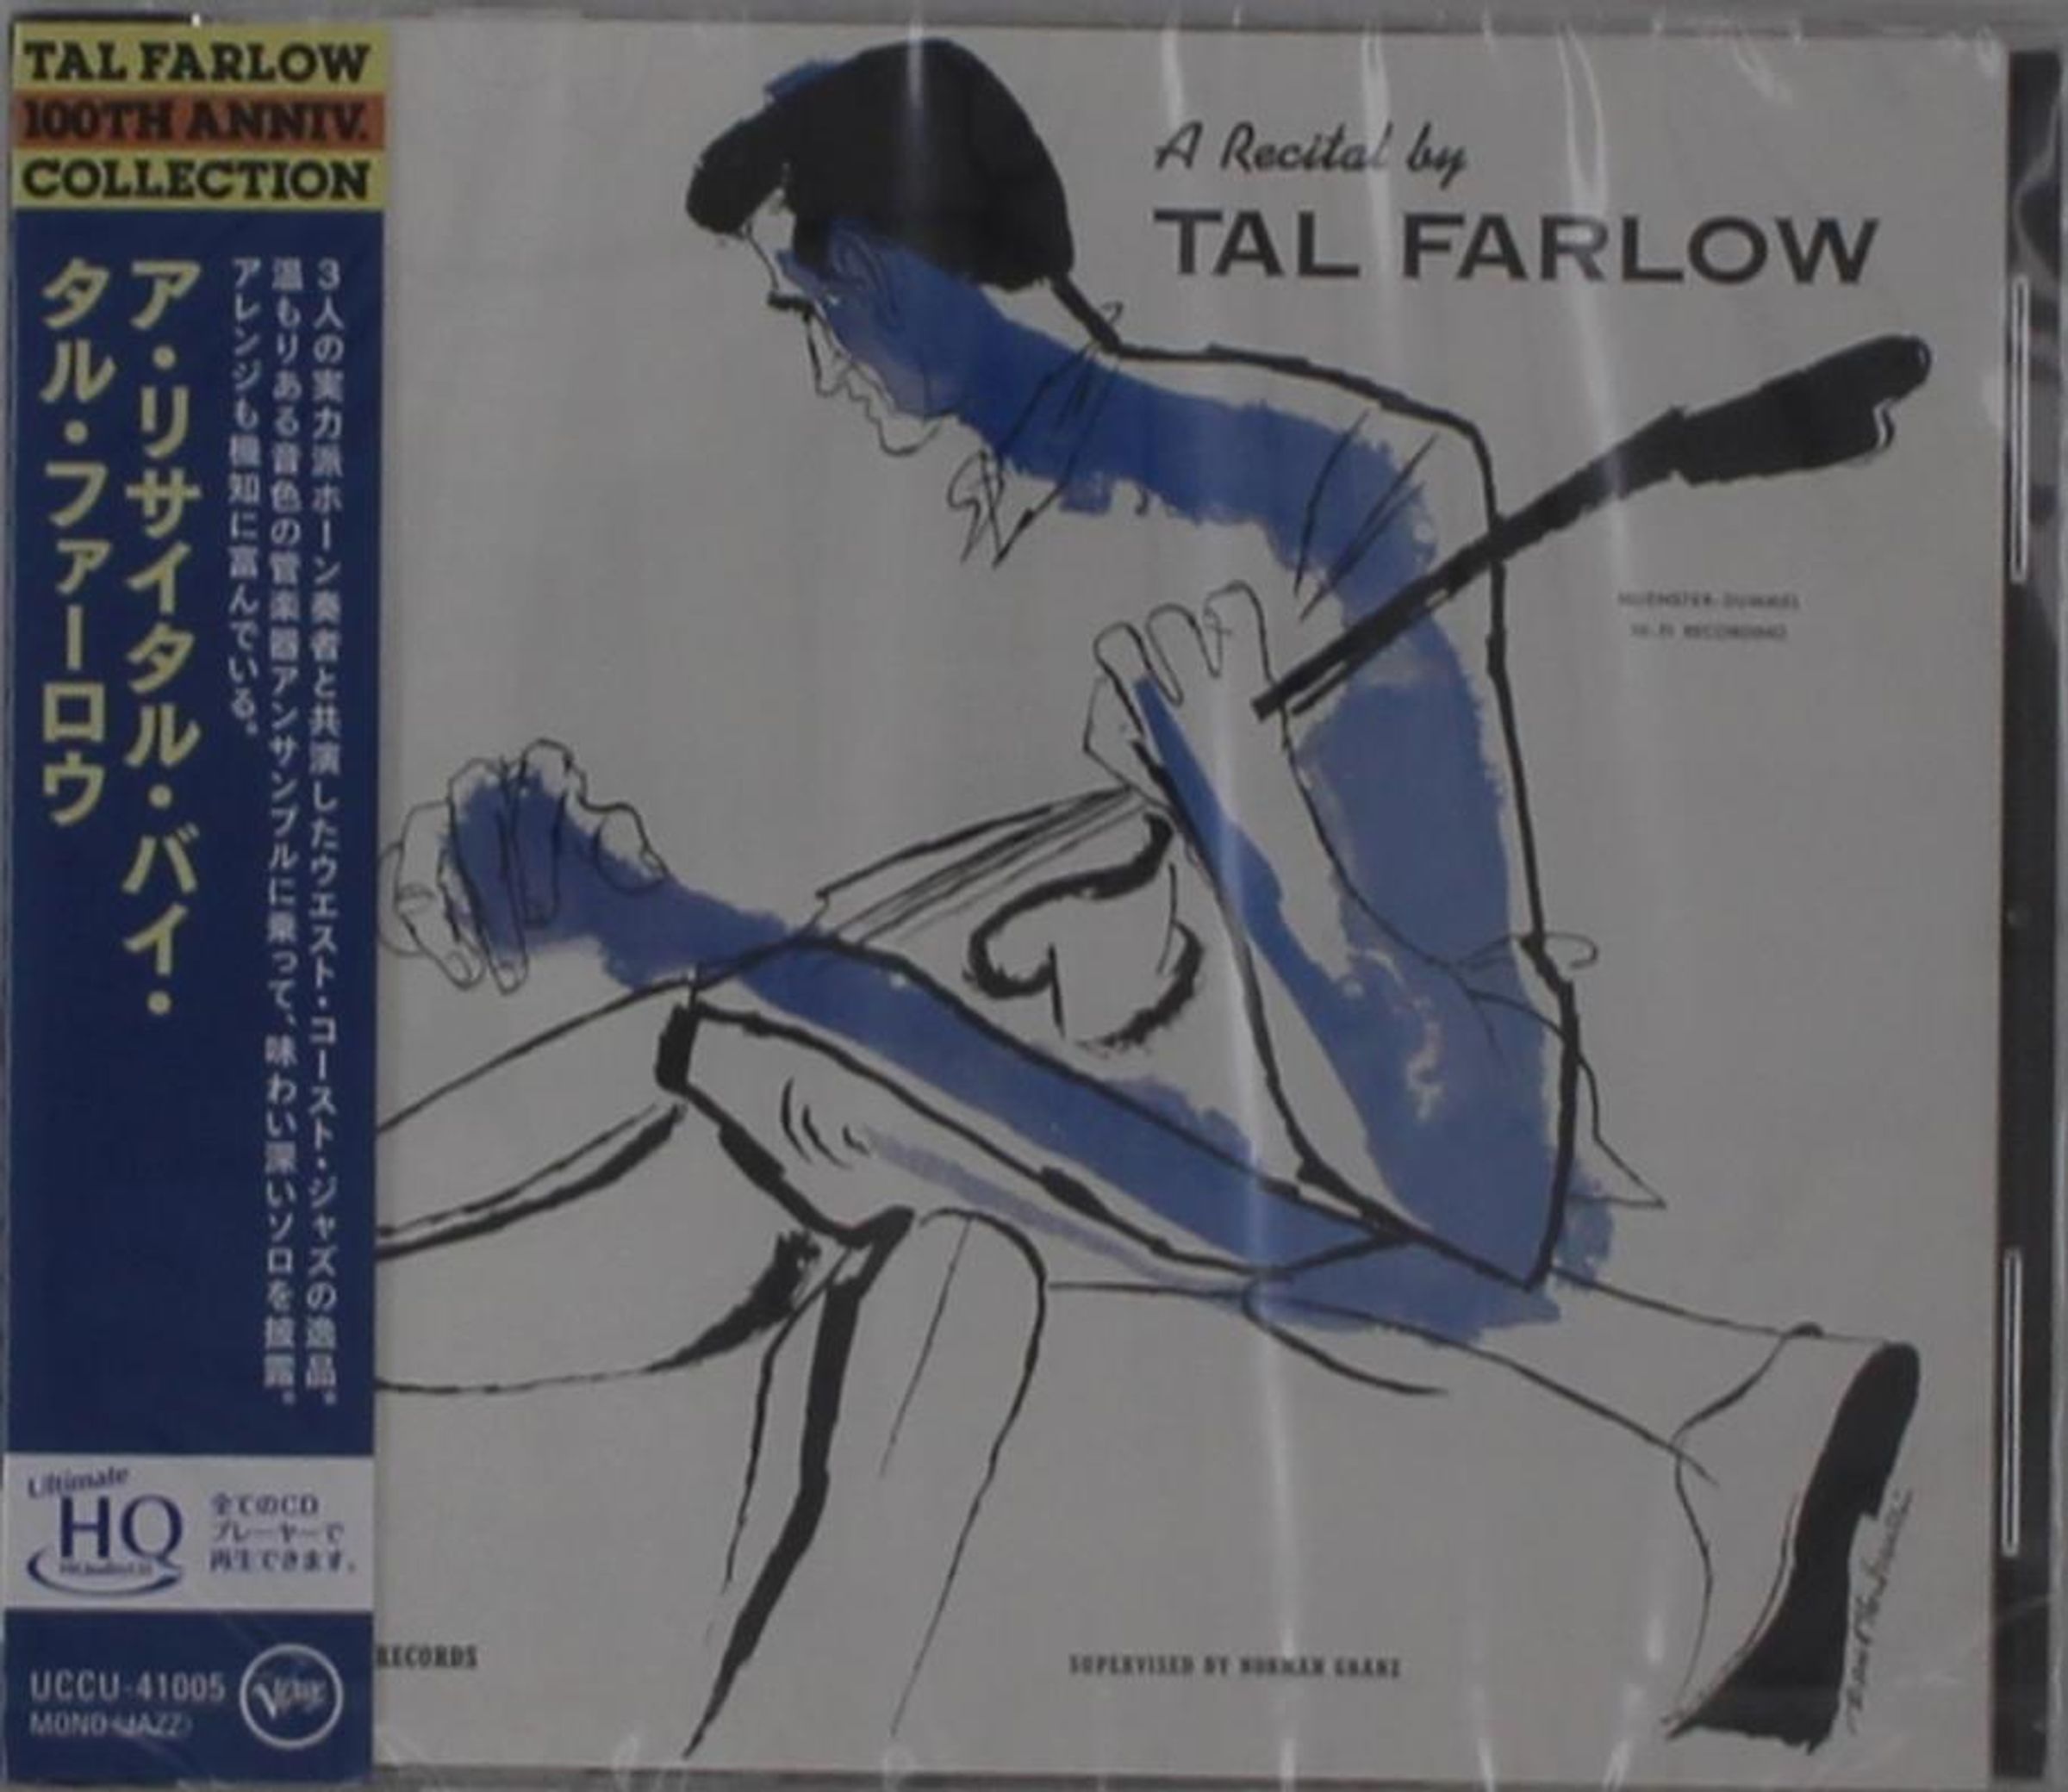 TAL FARLOW
100TH ANNIV.
COLLECTION
3人の実力派ホーン奏者と共演したウエスト・コースト・ジャズの逸品。
温もりある音色の管楽器アンサンブルに乗って、味わい深いソロを披露。
アレンジも機知に富んでいる。
ア・リサイタル・バイ・
タル・ファーロウ
Ultimate
HQ
全てのCD
プレーヤーで
再生できます。
UCCU-41005
MONO〈JAZZ〉
Verve
A Recital by
TAL FARLOW
MUENSTER-DUMMEL
HI-FI RECORDING
RECORDS
SUPERVISED BY NORMAN GRANZ